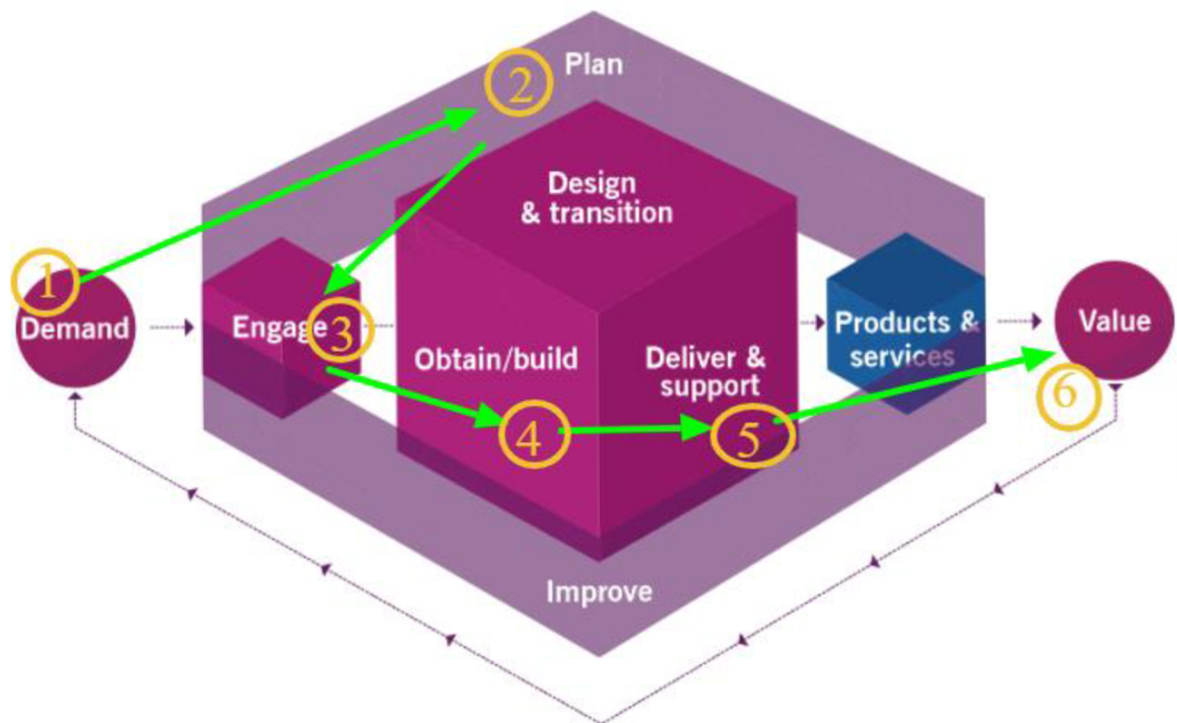 2
Plan
Design
& transition
1
Demand
Engage
3
Obtain/build
Deliver &
support
Products &
services
Value
4
5
6
Improve